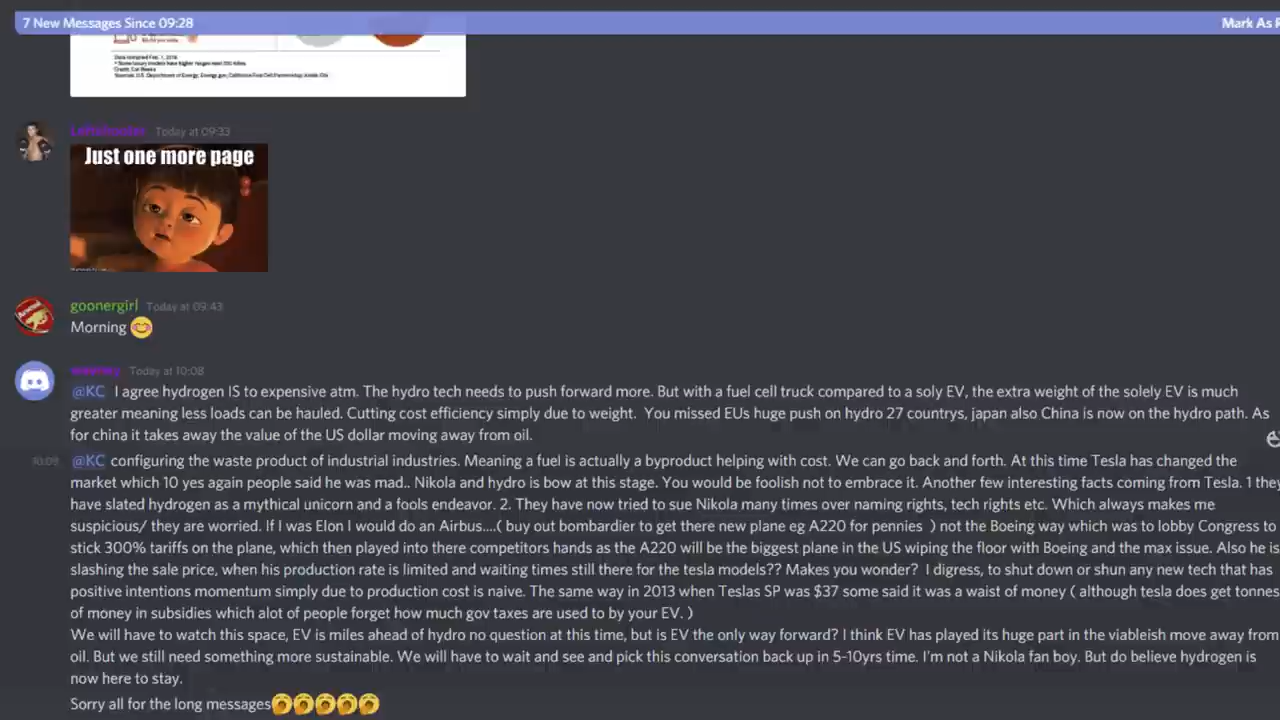 7 New Messages Since 09:28
Mark As R
Data compiled Feb. 1, 2016
Today at 09:33
Just one more page
goonergirl Today at 09:43
Morning
Today at 10:08
@KC I agree hydrogen IS to expensive atm. The hydro tech needs to push forward more. But with a fuel cell truck compared to a soly EV, the extra weight of the solely EV is much
greater meaning less loads can be hauled. Cutting cost efficiency simply due to weight. You missed EUs huge push on hydro 27 countrys, japan also China is now on the hydro path. As
for china it takes away the value of the US dollar moving away from oil.
10:09 @KC configuring the waste product of industrial industries. Meaning a fuel is actually a byproduct helping with cost. We can go back and forth. At this time Tesla has changed the
market which 10 yes again people said he was mad.. Nikola and hydro is bow at this stage. You would be foolish not to embrace it. Another few interesting facts coming from Tesla. 1 they
have slated hydrogen as a mythical unicorn and a fools endeavor. 2. They have now tried to sue Nikola many times over naming rights, tech rights etc. Which always makes me
suspicious/ they are worried. If I was Elon I would do an Airbus....( buy out bombardier to get there new plane eg A220 for pennies ) not the Boeing way which was to lobby Congress to
stick 300% tariffs on the plane, which then played into there competitors hands as the A220 will be the biggest plane in the US wiping the floor with Boeing and the max issue. Also he is
slashing the sale price, when his production rate is limited and waiting times still there for the tesla models?? Makes you wonder? I digress, to shut down or shun any new tech that has
positive intentions momentum simply due to production cost is naive. The same way in 2013 when Teslas SP was $37 some said it was a waist of money ( although tesla does get tonnes
of money in subsidies which alot of people forget how much gov taxes are used to by your EV. )
We will have to watch this space, EV is miles ahead of hydro no question at this time, but is EV the only way forward? I think EV has played its huge part in the viableish move away from
oil. But we still need something more sustainable. We will have to wait and see and pick this conversation back up in 5-10yrs time. I'm not a Nikola fan boy. But do believe hydrogen is
now here to stay.
Sorry all for the long messages